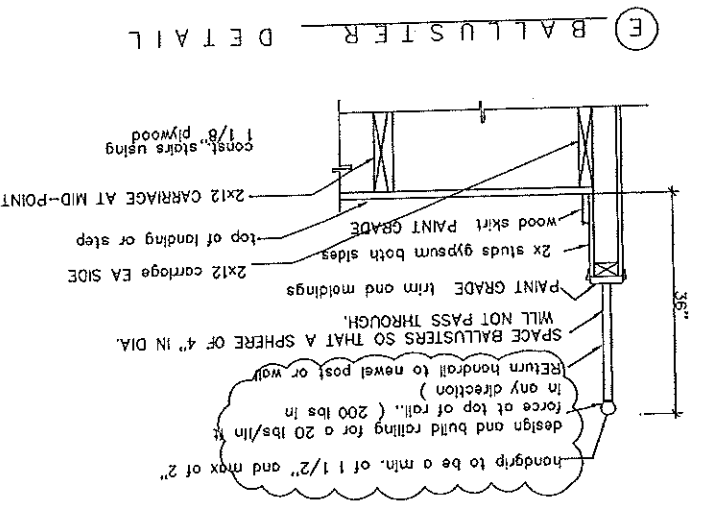 handgrip to be a min. of 1 1/2" and max of 2"
design and build railing for a 20 lbs/lin ft
force at top of rail.. ( 200 lbs in
in any direction )
REturn handrail to newel post or wall
SPACE BALLUSTERS SO THAT A SPHERE OF 4" IN DIA.
WILL NOT PASS THROUGH.
36"
PAINT GRADE trim and moldings
2x studs gypsum both sides
wood skirt PAINT GRADE
2x12 carriage EA SIDE
top of landing or step
2x12 CARRIAGE AT MID-POINT
const. stairs using
1 1/8" plywood
E BALLUSTER DETAIL